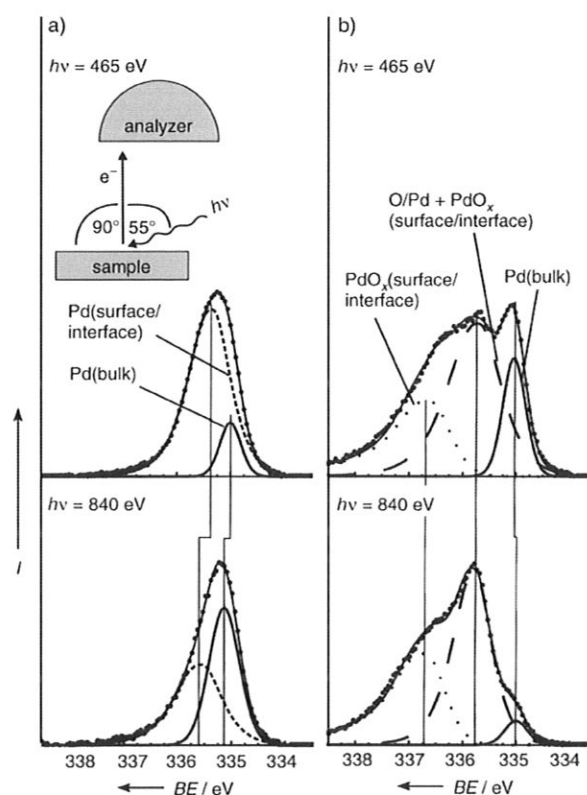 a)
hν = 465 eV
analyzer
e⁻
hν
90°
55°
sample
Pd(surface/
interface)
Pd(bulk)
hν = 840 eV
I
338 337 336 335 334
BE / eV
b)
hν = 465 eV
O/Pd + PdOₓ
(surface/interface)
PdOₓ(surface/
interface)
Pd(bulk)
hν = 840 eV
338 337 336 335 334
BE / eV